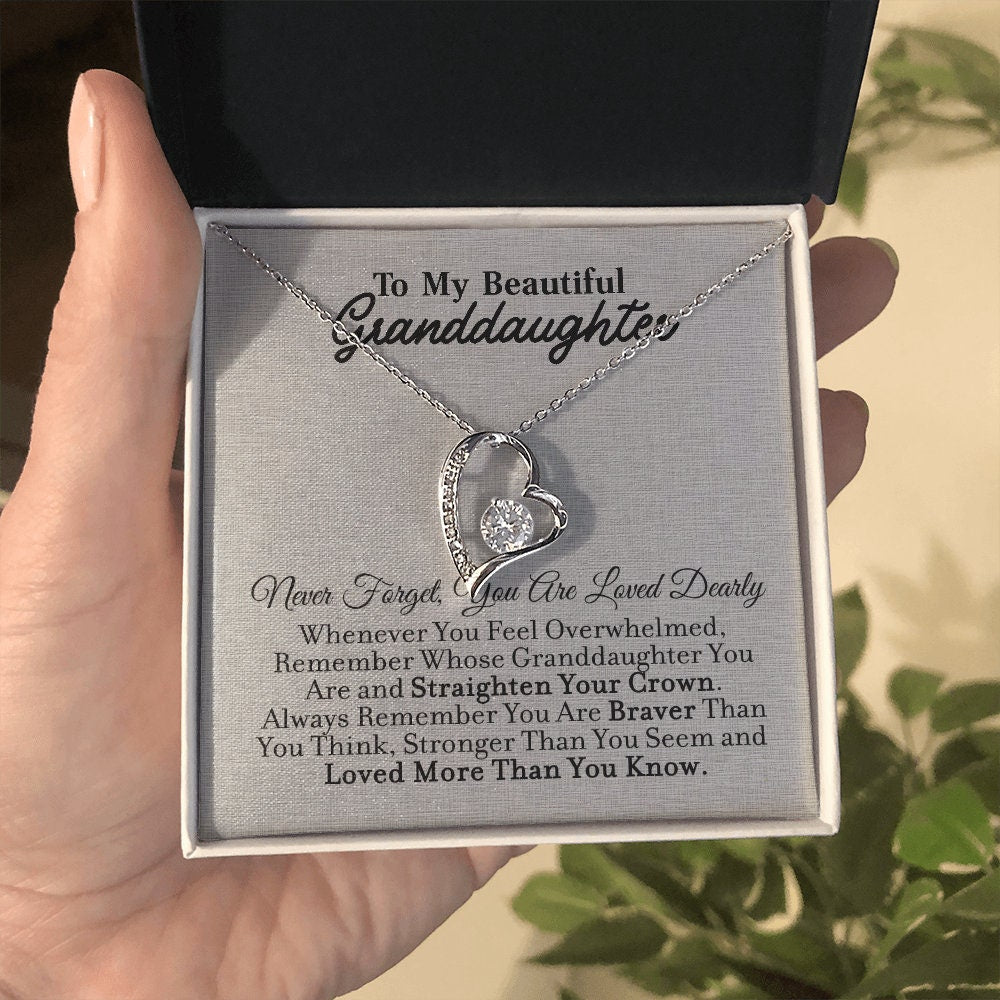 To My Beautiful
Granddaughter
Never Forget, You Are Loved Dearly
Whenever You Feel Overwhelmed,
Remember Whose Granddaughter You
Are and Straighten Your Crown.
Always Remember You Are Braver Than
You Think, Stronger Than You Seem and
Loved More Than You Know.